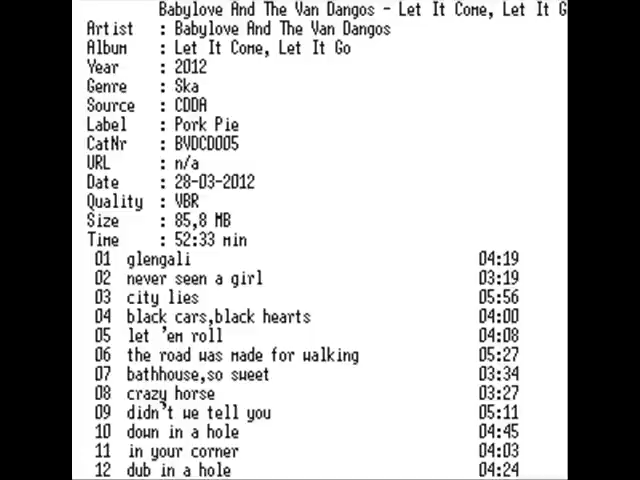 Babylove And The Van Dangos - Let It Come, Let It G
Artist : Babylove And The Van Dangos
Album : Let It Come, Let It Go
Year : 2012
Genre : Ska
Source : CDDA
Label : Pork Pie
CatNr : BVDCD005
URL : n/a
Date : 28-03-2012
Quality : VBR
Size : 85,8 MB
Time : 52:33 min
01 glengali 04:19
02 never seen a girl 03:19
03 city lies 05:56
04 black cars,black hearts 04:00
05 let 'em roll 04:08
06 the road was made for walking 05:27
07 bathhouse,so sweet 03:34
08 crazy horse 03:27
09 didn't we tell you 05:11
10 down in a hole 04:45
11 in your corner 04:03
12 dub in a hole 04:24